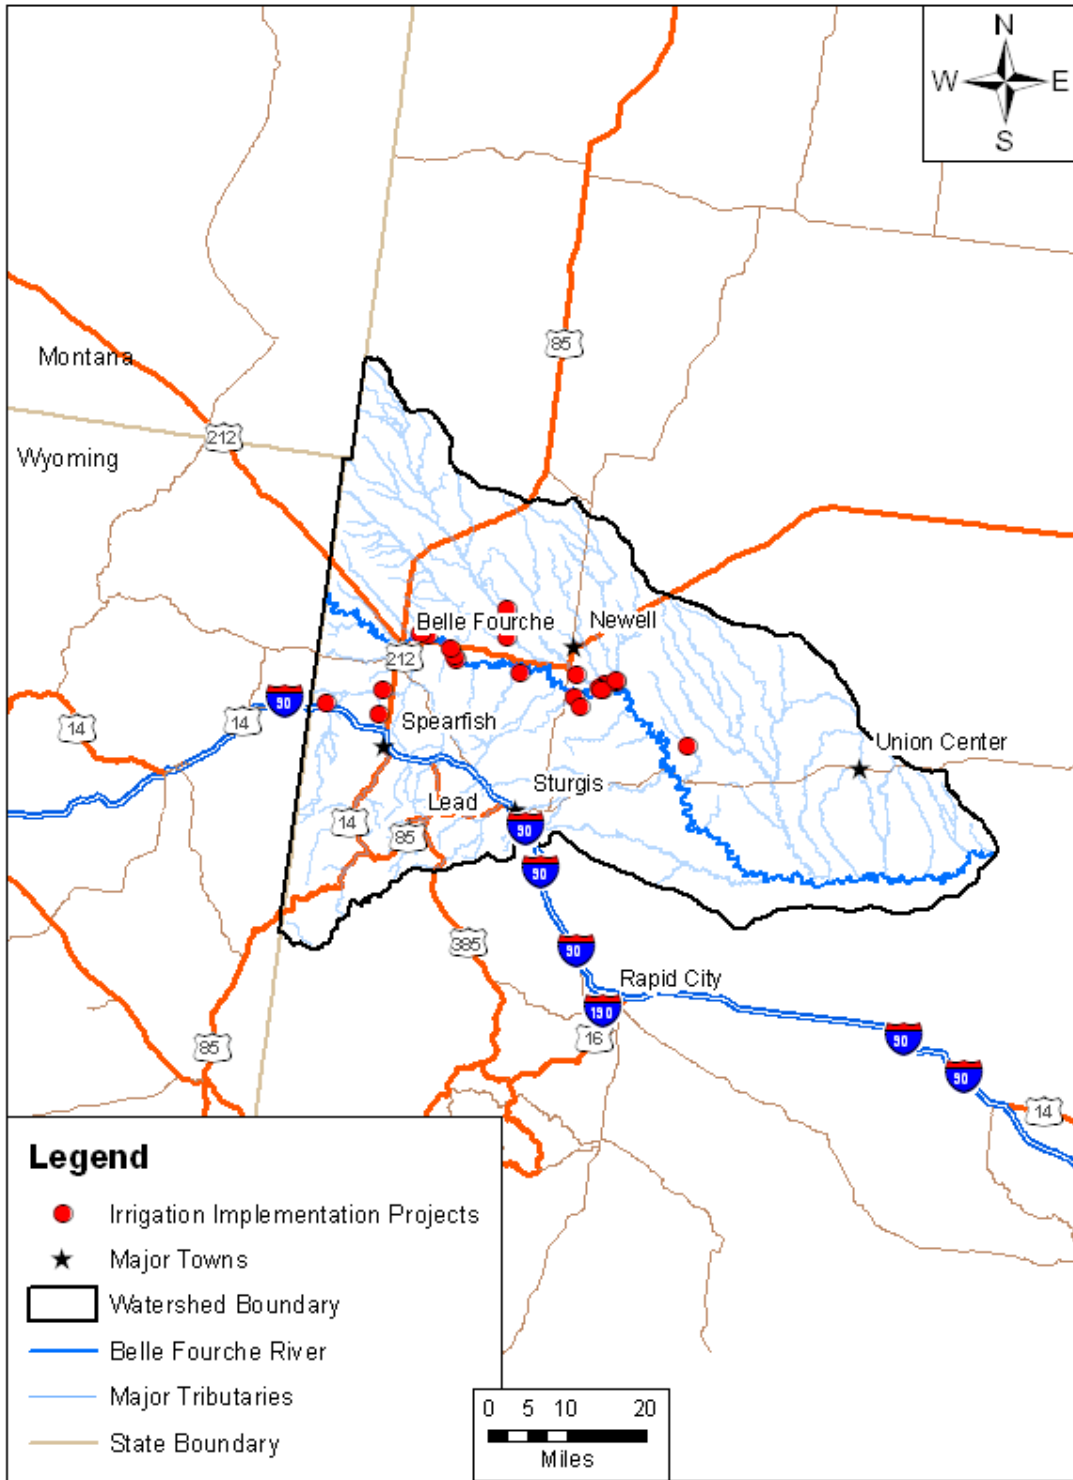 N
W E
S
85
Montana
212
Wyoming
Belle Fourche
Newell
212
90
14
14
Spearfish
Union Center
Sturgis
Lead
14
85
90
90
385
90
Rapid City
190
16
90
85
90
14
Legend
Irrigation Implementation Projects
Major Towns
Watershed Boundary
Belle Fourche River
Major Tributaries
State Boundary
0 5 10 20
Miles